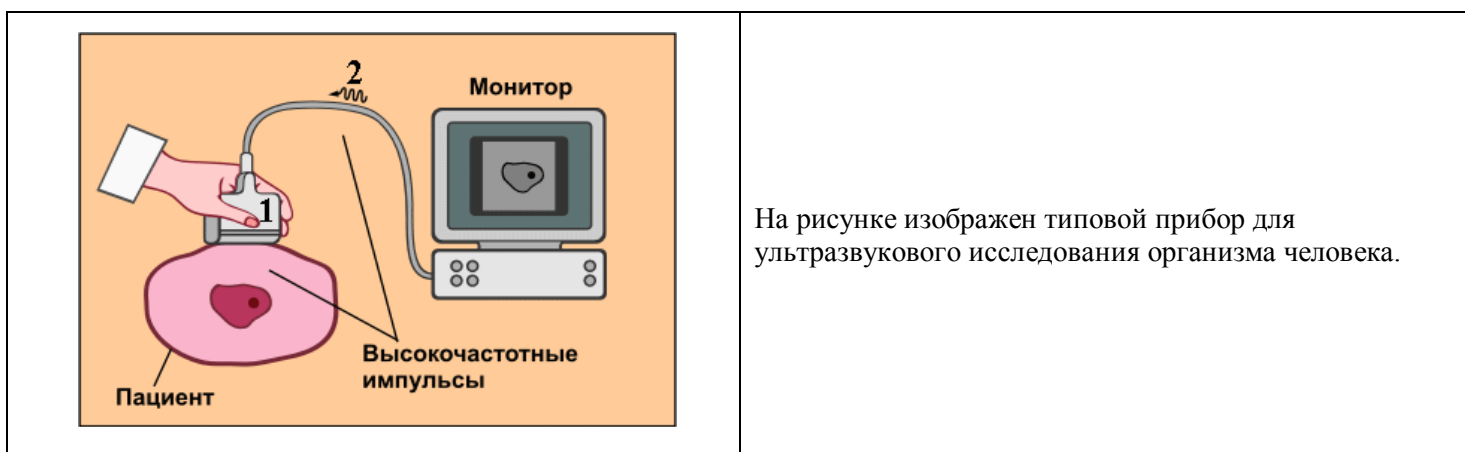 2
Монитор
1
Высокочастотные
импульсы
Пациент
На рисунке изображен типовой прибор для
ультразвукового исследования организма человека.